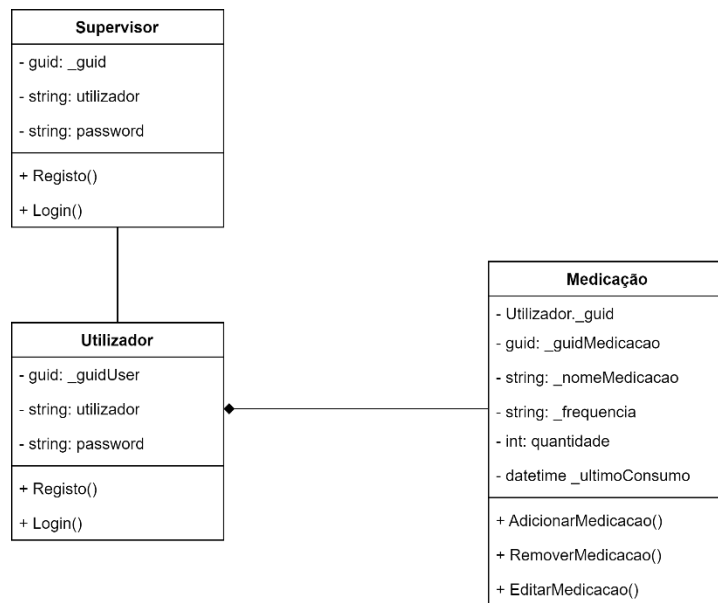 Supervisor
- guid: _guid
- string: utilizador
- string: password
+ Registo()
+ Login()
Utilizador
- guid: _guidUser
- string: utilizador
- string: password
+ Registo()
+ Login()
Medicação
- Utilizador._guid
- guid: _guidMedicacao
- string: _nomeMedicacao
- string: _frequencia
- int: quantidade
- datetime _ultimoConsumo
+ AdicionarMedicacao()
+ RemoverMedicacao()
+ EditarMedicacao()